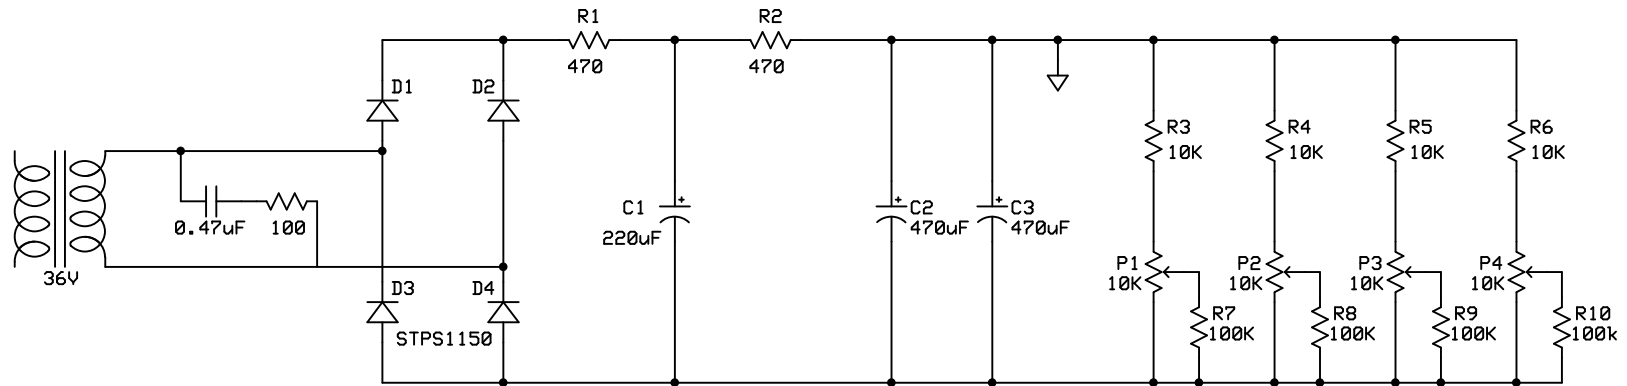 R1
R2
470
470
D1
D2
R3
R4
R5
R6
10K
10K
10K
10K
0.47uF
100
C1
+
C2
+
C3
+
220uF
470uF
470uF
36V
P1
P2
P3
P4
10K
10K
10K
10K
D3
D4
R7
R8
R9
R10
100K
100K
100K
100k
STPS1150